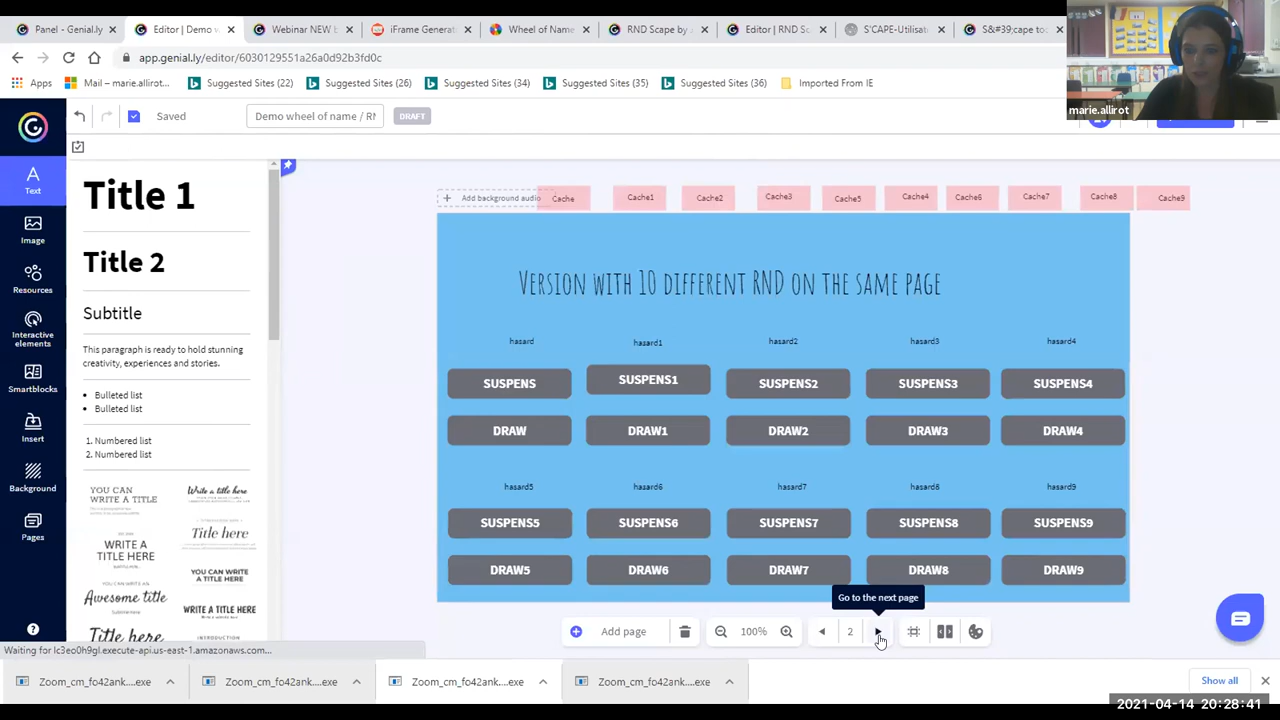 Panel - Genial.ly
Editor | Demo w
Webinar NEW b
iFrame Generat
Wheel of Name
RND Scape by
Editor | RND Sc
S'CAPE-Utilisat
S&#39;cape to
app.genial.ly/editor/6030129551a26a0d92b3fd0c
Apps
Mail – marie.alliro...
Suggested Sites (22)
Suggested Sites (26)
Suggested Sites (34)
Suggested Sites (35)
Suggested Sites (36)
Imported From IE
marie.allirot
Saved
Demo wheel of name / RN
DRAFT
Text
Image
Resources
Interactive
elements
Smartblocks
Insert
Background
Pages
Title 1
Title 2
Subtitle
This paragraph is ready to hold stunning
creativity, experiences and stories.
• Bulleted list
• Bulleted list
1. Numbered list
2. Numbered list
YOU CAN
WRITE A TITLE
Write a title here
WRITE A
TITLE HERE
Title here
YOU CAN WRITE
A TITLE HERE
Awesome title
WRITE YOUR
TITLE HERE
Title here
INTRODUCTION
Add background audio
Cache
Cache1
Cache2
Cache3
Cache5
Cache4
Cache6
Cache7
Cache8
Cache9
Version with 10 different RND on the same page
hasard
hasard1
hasard2
hasard3
hasard4
SUSPENS
SUSPENS1
SUSPENS2
SUSPENS3
SUSPENS4
DRAW
DRAW1
DRAW2
DRAW3
DRAW4
hasard5
hasard6
hasard7
hasard8
hasard9
SUSPENS5
SUSPENS6
SUSPENS7
SUSPENS8
SUSPENS9
DRAW5
DRAW6
DRAW7
DRAW8
DRAW9
Go to the next page
Add page
100%
2
Waiting for lc3eo0h9gl.execute-api.us-east-1.amazonaws.com...
Zoom_cm_fo42ank....exe
Zoom_cm_fo42ank....exe
Zoom_cm_fo42ank....exe
Zoom_cm_fo42ank....exe
Show all
2021-04-14 20:28:41